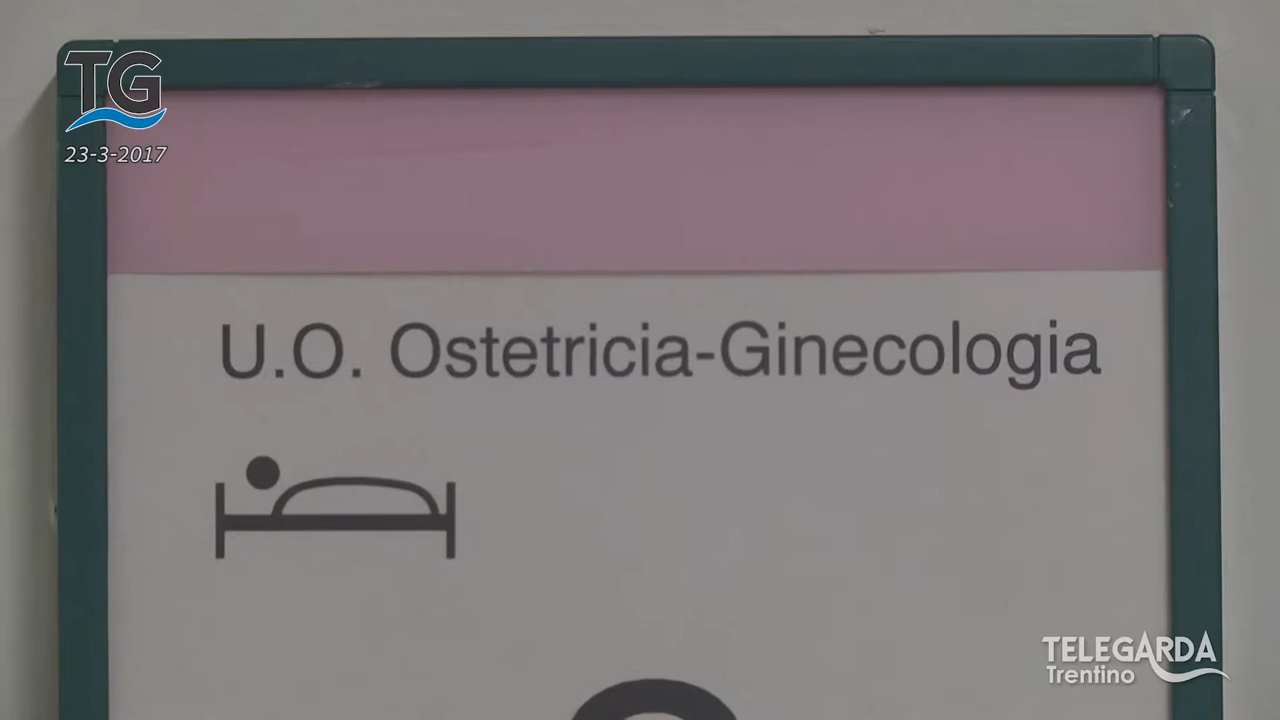 TG
23-3-2017
U.O. Ostetricia-Ginecologia
TELEGARDA
Trentino